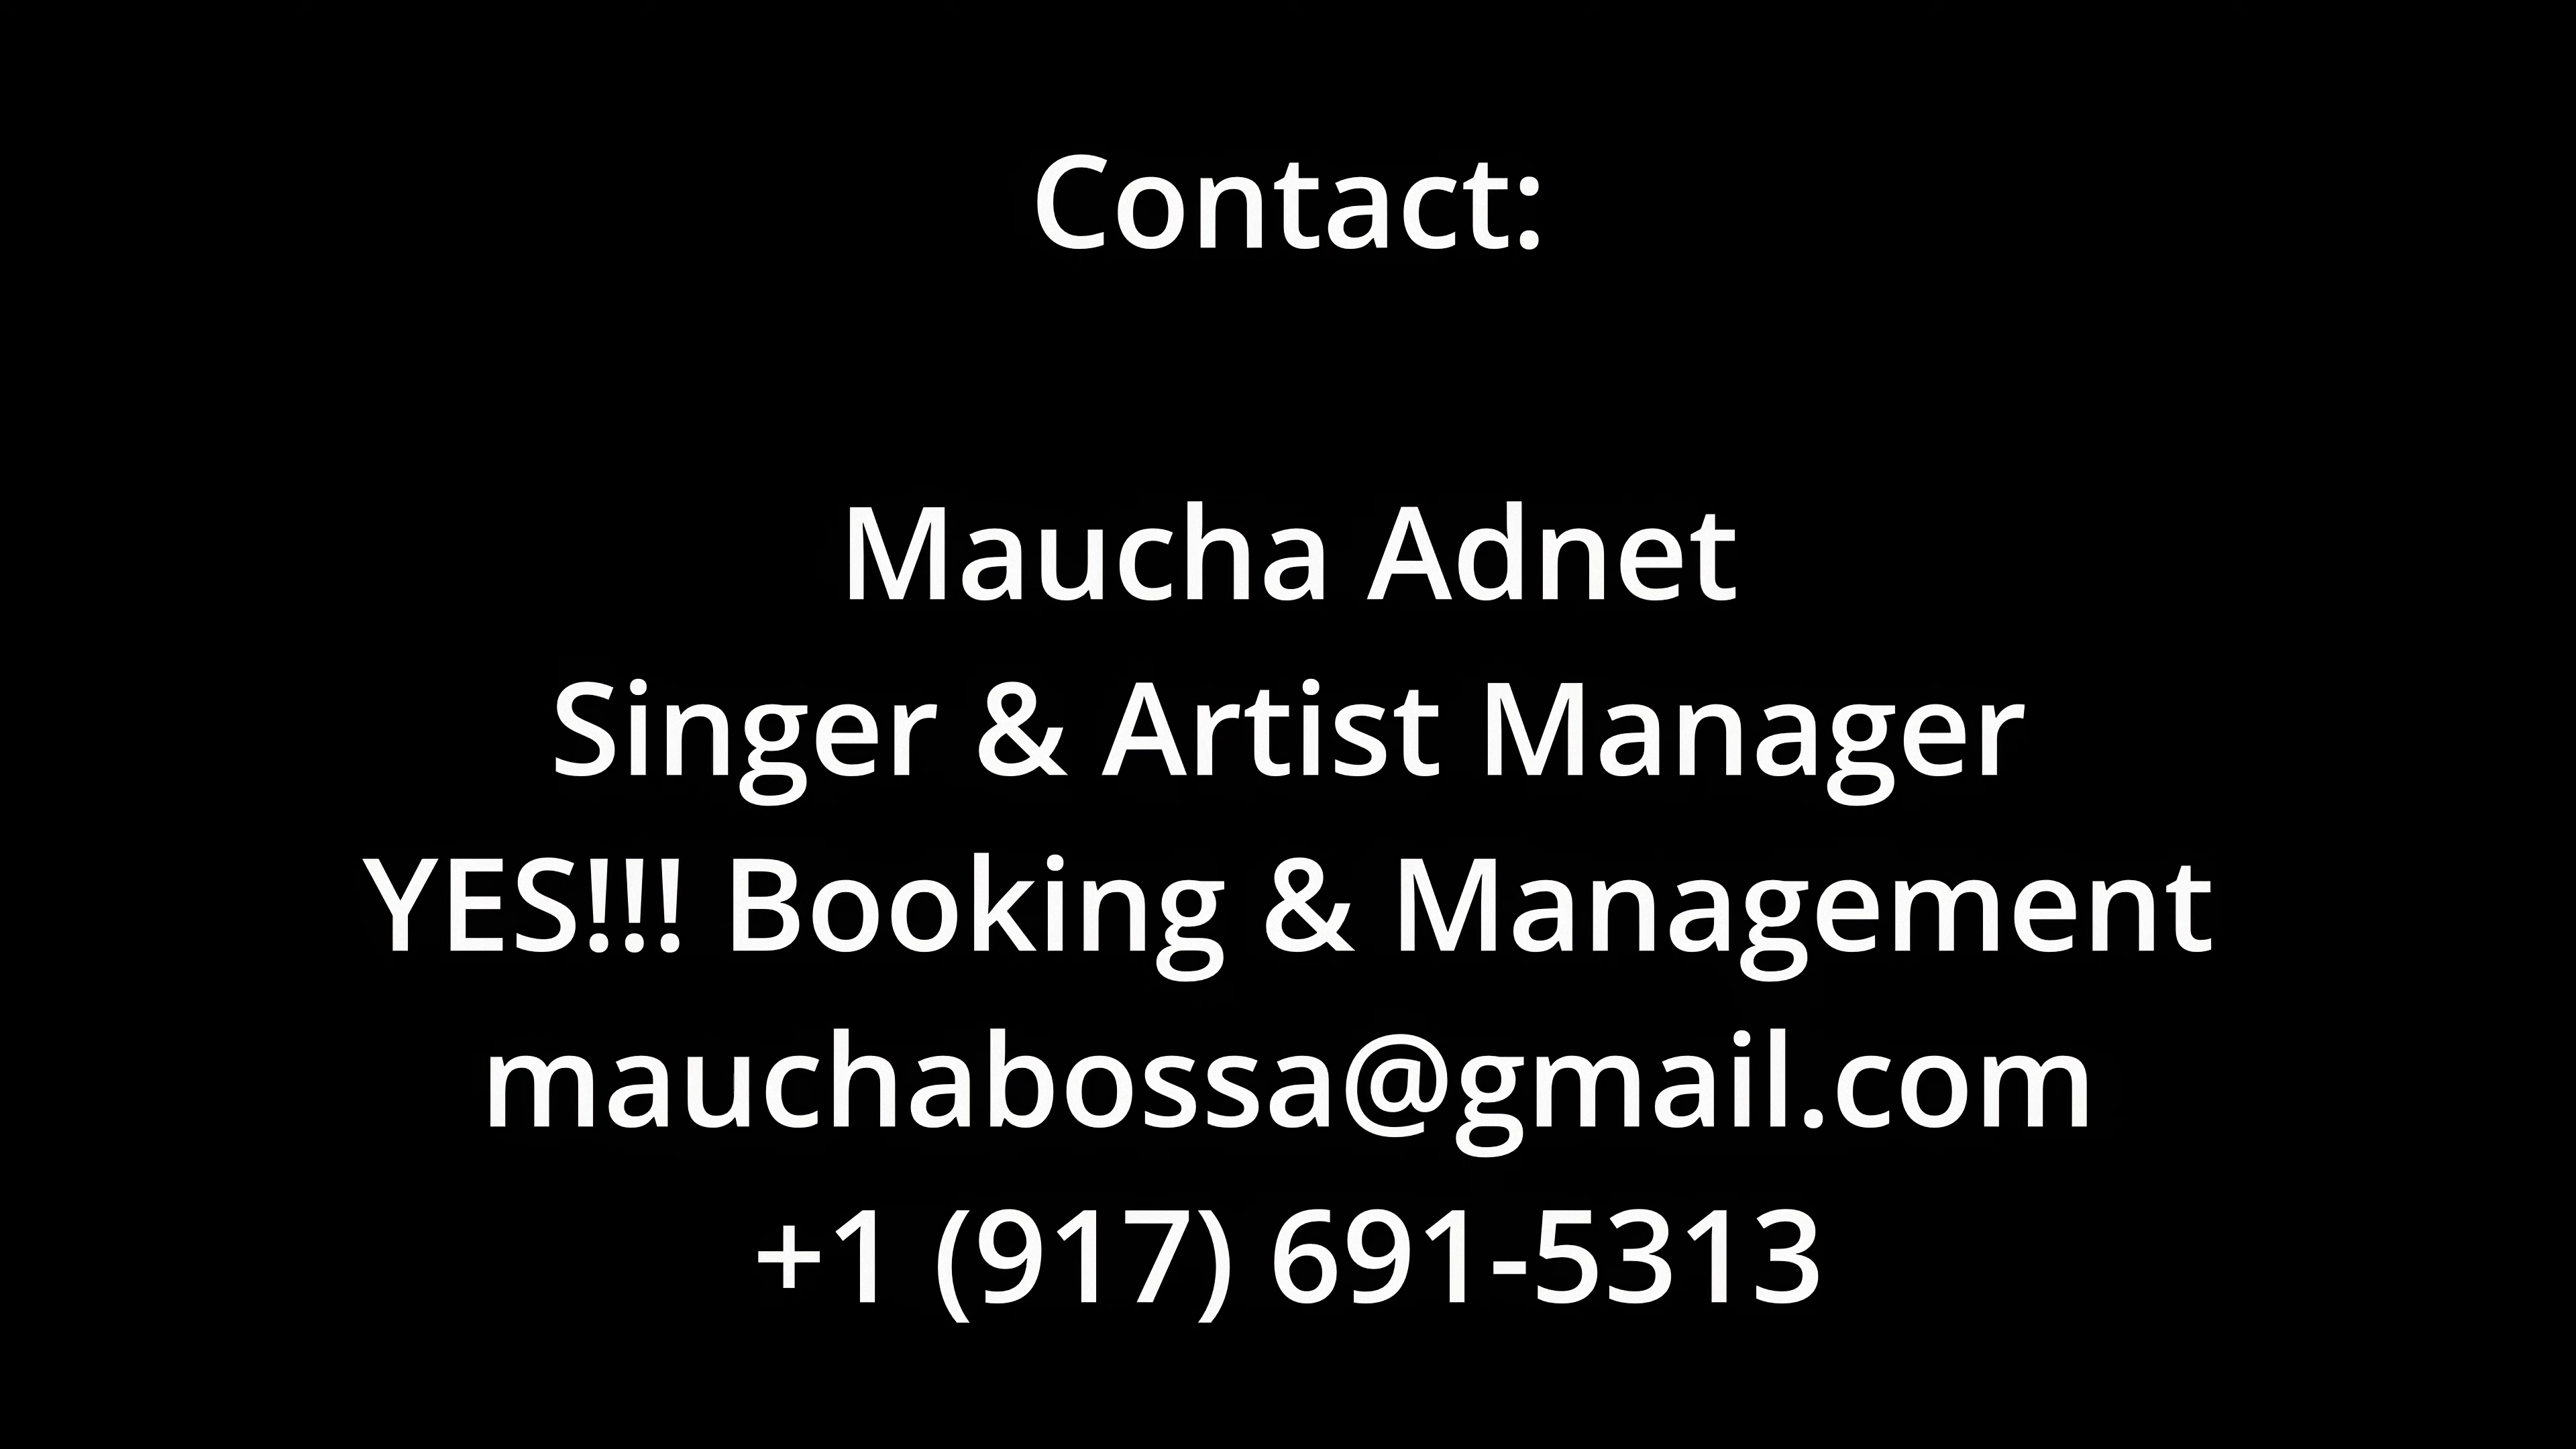 Contact:
Maucha Adnet
Singer & Artist Manager
YES!!! Booking & Management
mauchabossa@gmail.com
+1 (917) 691-5313